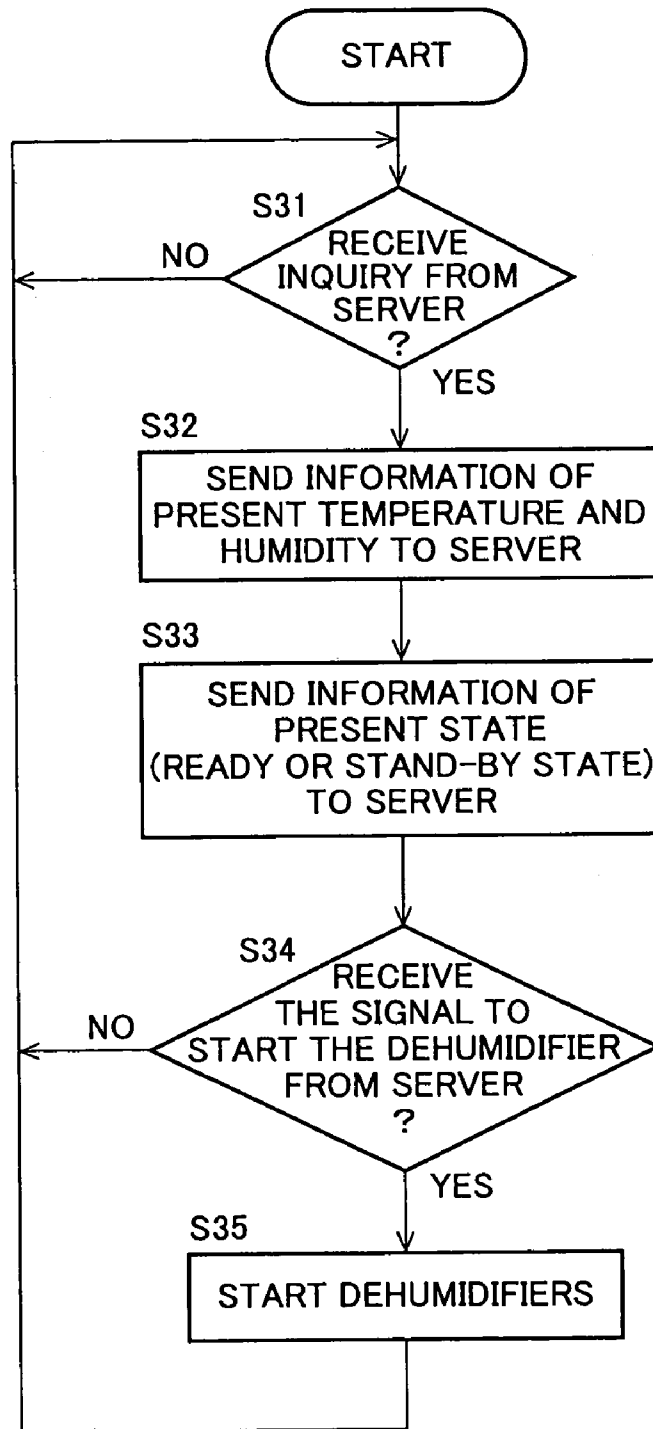 START
S31
RECEIVE
INQUIRY FROM
SERVER
?
NO
YES
S32
SEND INFORMATION OF
PRESENT TEMPERATURE AND
HUMIDITY TO SERVER
S33
SEND INFORMATION OF
PRESENT STATE
(READY OR STAND-BY STATE)
TO SERVER
S34
RECEIVE
THE SIGNAL TO
START THE DEHUMIDIFIER
FROM SERVER
?
NO
YES
S35
START DEHUMIDIFIERS